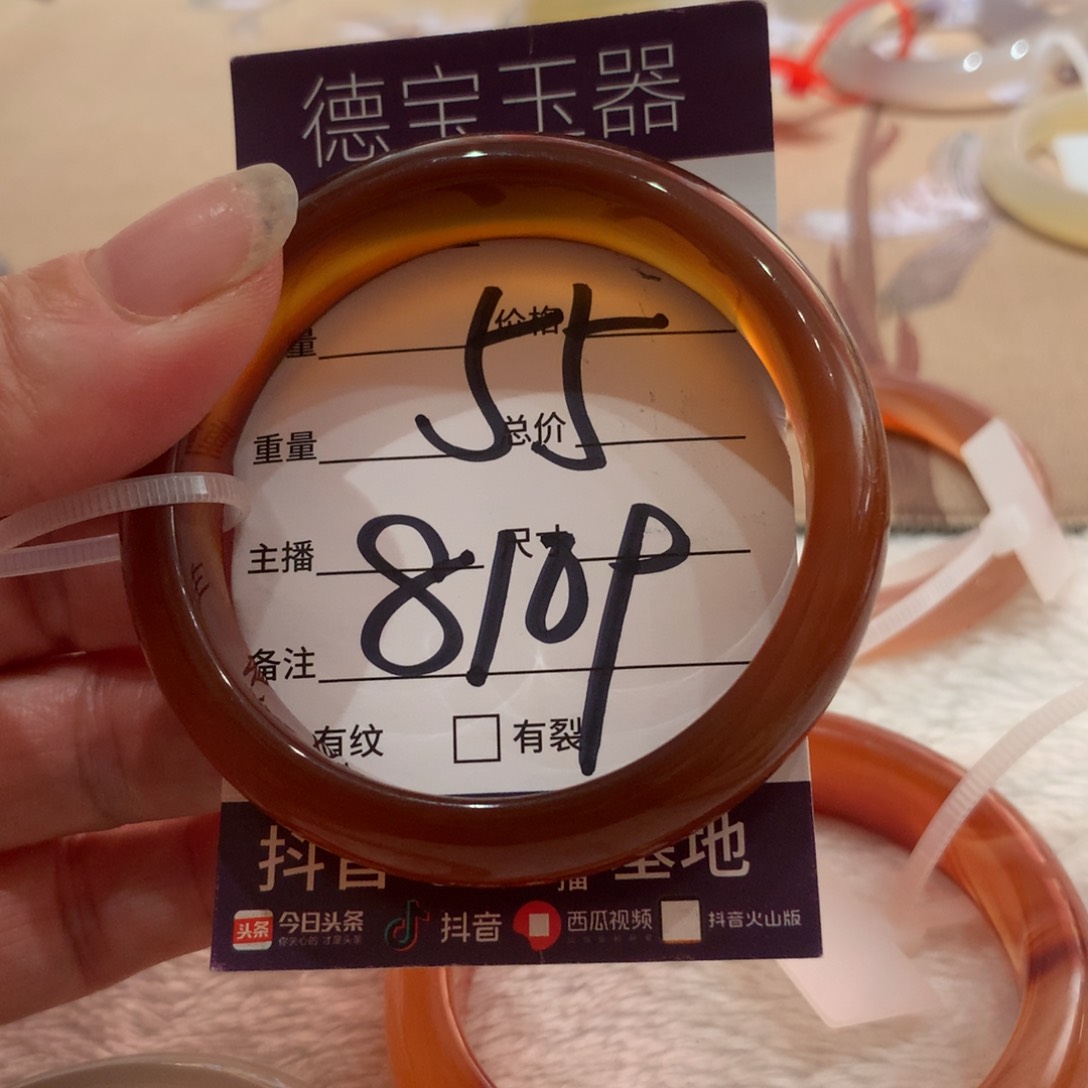 德宝玉器
量 价格
55
重量 总价
主播 尺寸
810P
备注
有纹 有裂
抖音 播 基地
头条 今日头条 抖音 西瓜视频 抖音火山版